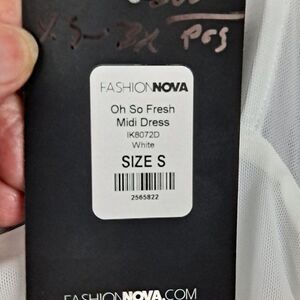 FASHIONNOVA
Oh So Fresh
Midi Dress
IK8072D
White
SIZE S
2565822
FASHIONNOVA.COM